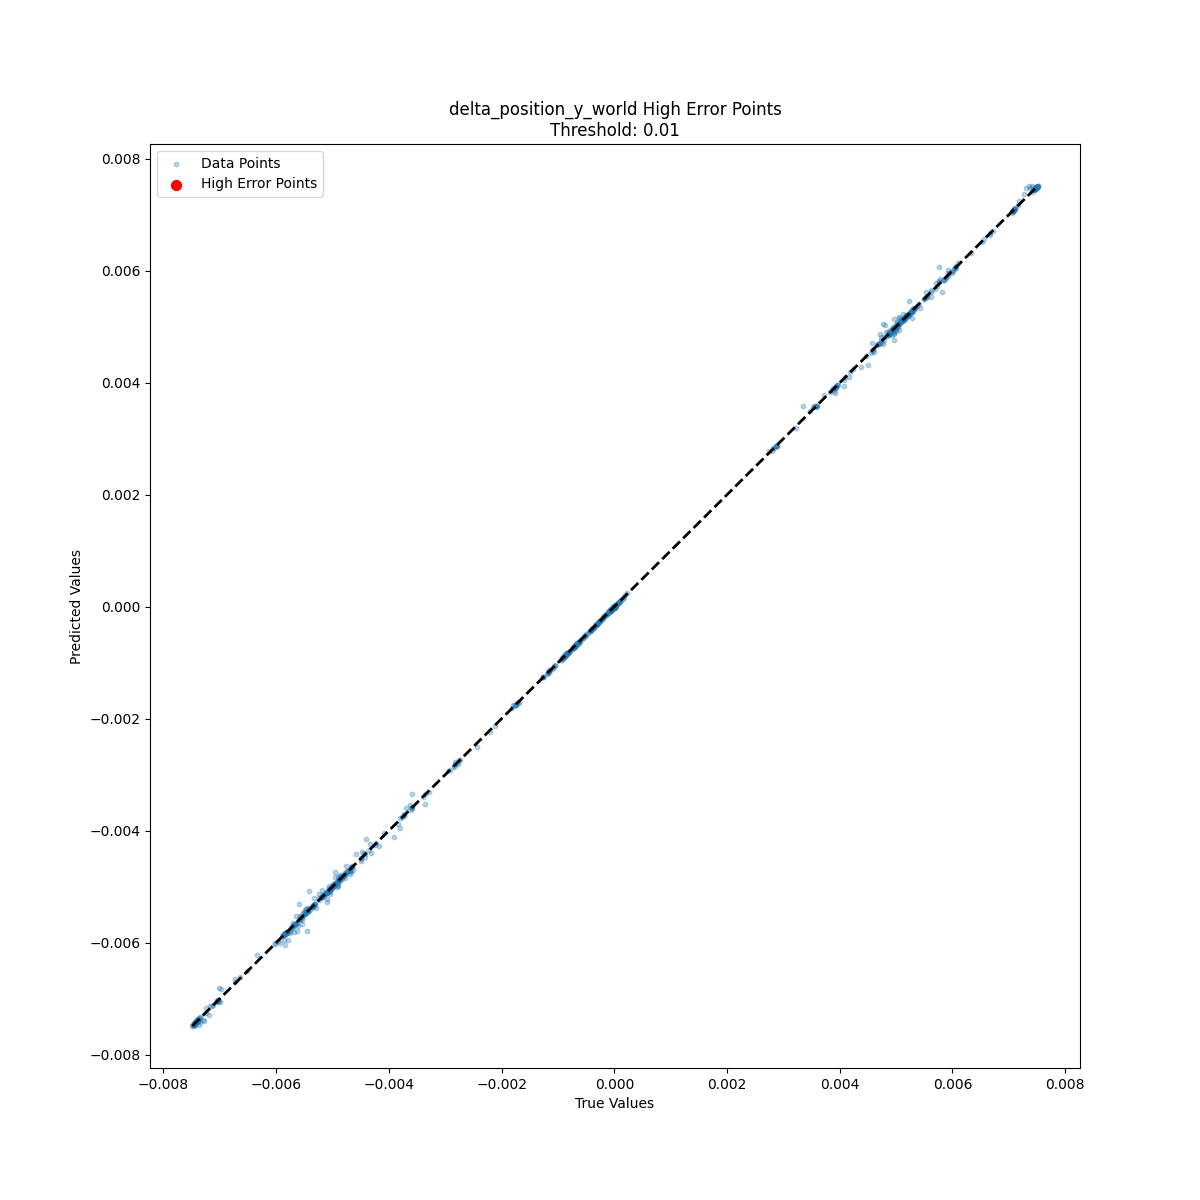 delta_position_y_world High Error Points
Threshold: 0.01
Data Points
High Error Points
0.008
0.006
0.004
0.002
0.000
−0.002
−0.004
−0.006
−0.008
Predicted Values
−0.008 −0.006 −0.004 −0.002 0.000 0.002 0.004 0.006 0.008
True Values